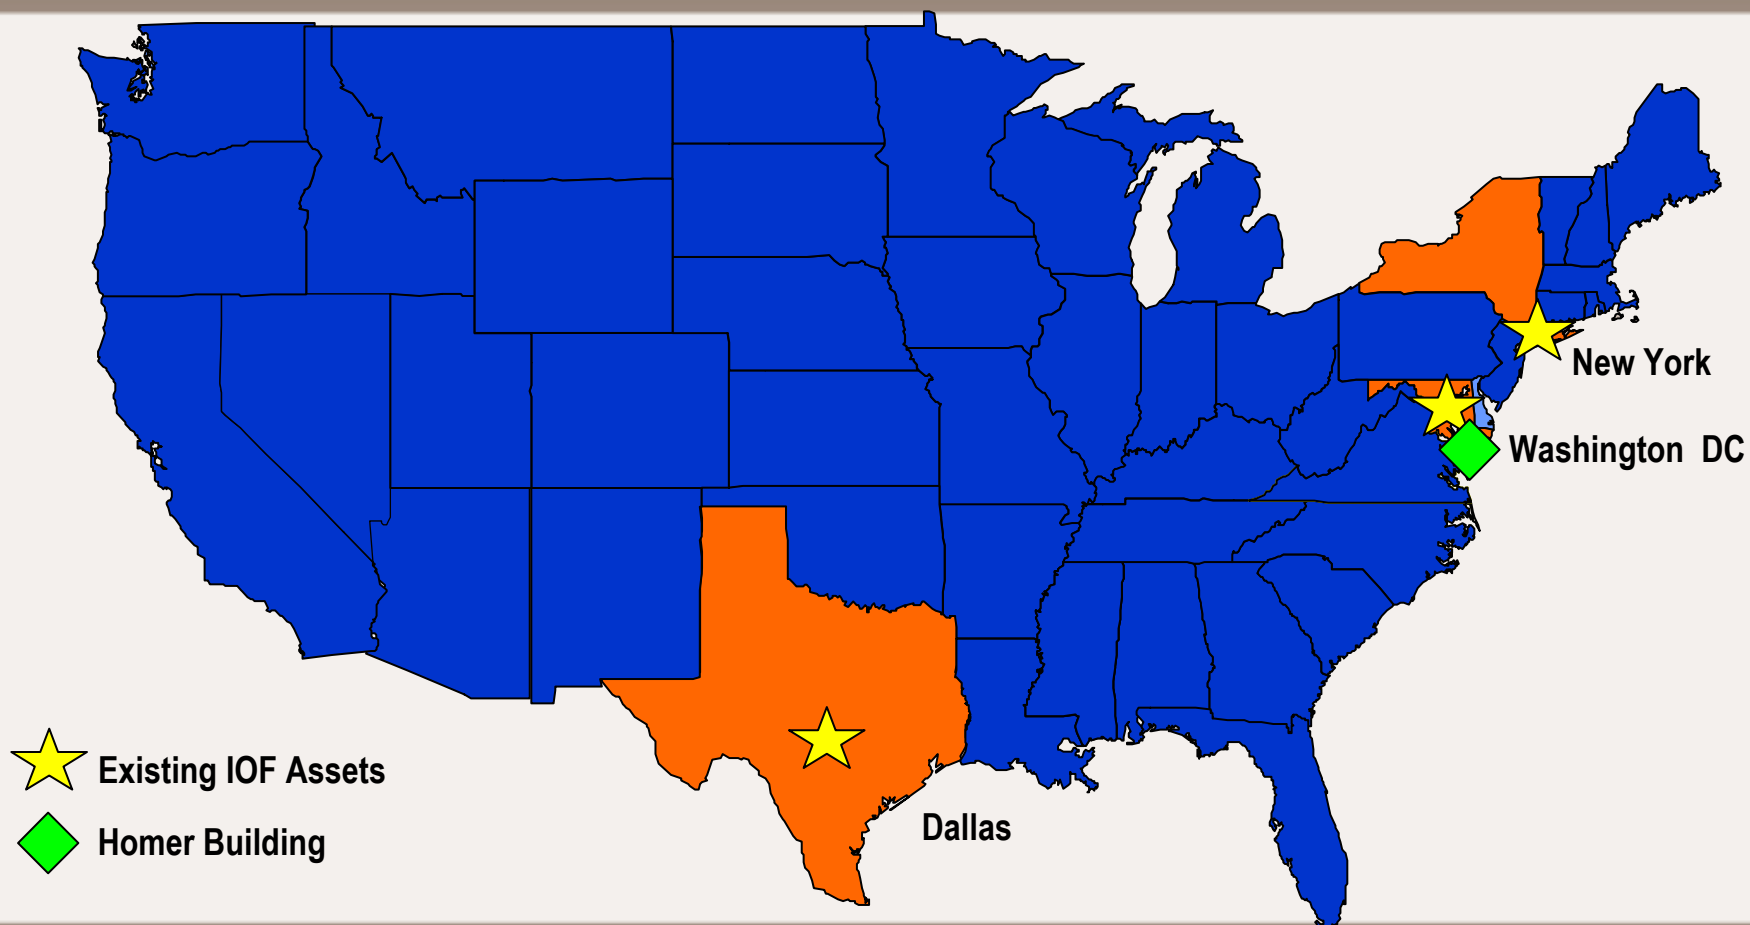 New York
Washington  DC
Existing IOF Assets
Dallas
Homer Building